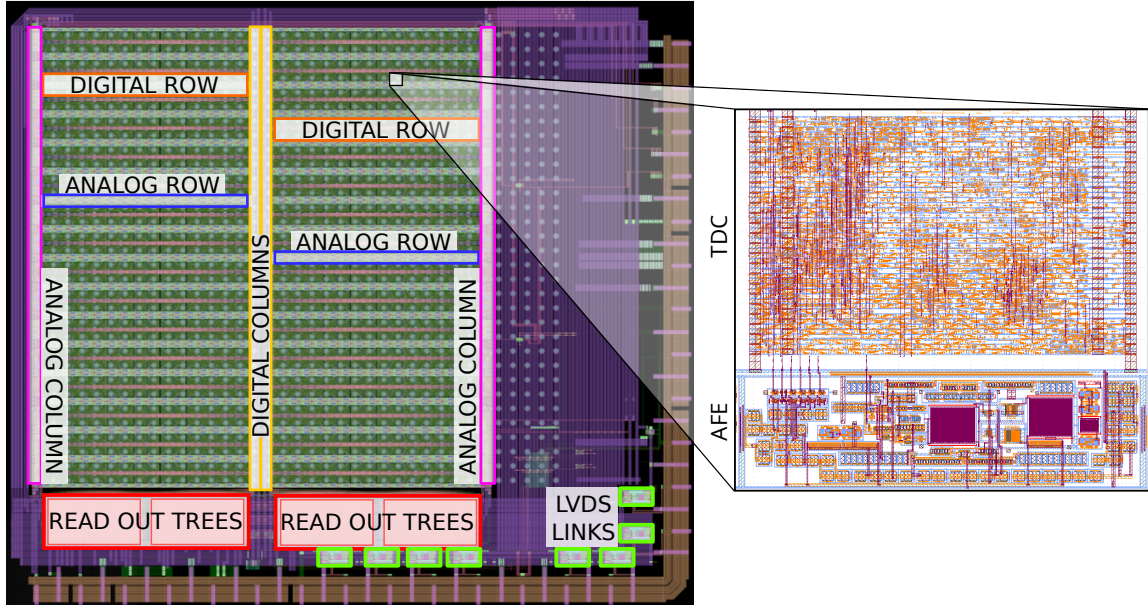 DIGITAL ROW
DIGITAL ROW
ANALOG ROW
ANALOG ROW
ANALOG COLUMN
DIGITAL COLUMNS
ANALOG COLUMN
READ OUT TREES
READ OUT TREES
LVDS
LINKS
TDC
AFE